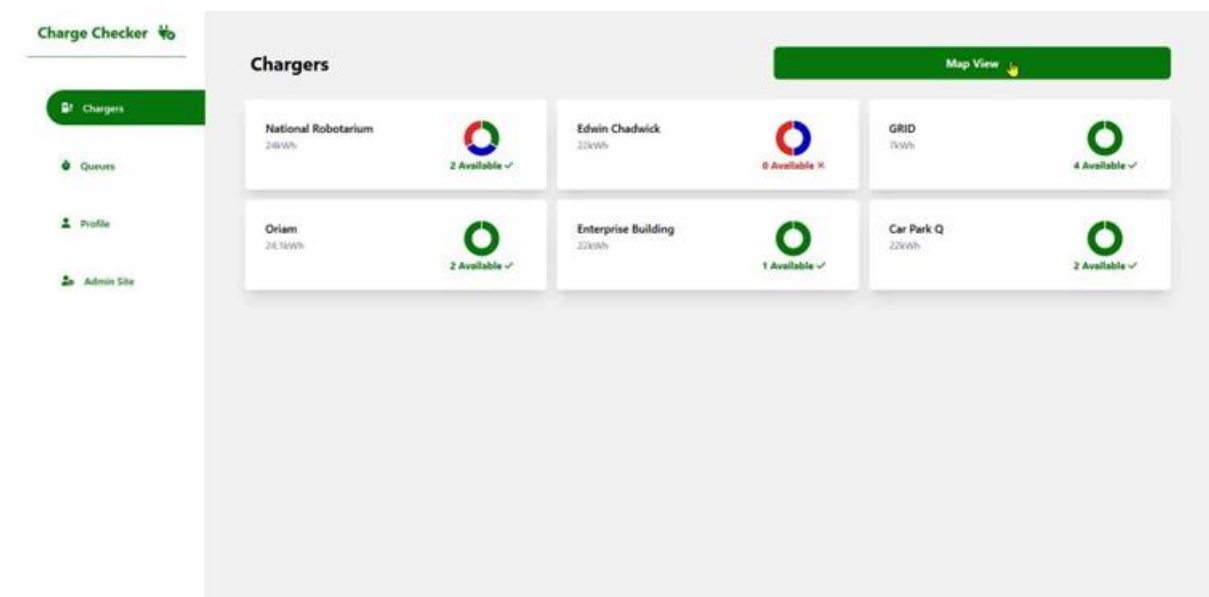 Charge Checker
Chargers
Queues
Profile
Admin Site
Chargers
Map View
National Robotarium
24kWh
2 Available ✓
Edwin Chadwick
22kWh
0 Available ✕
GRID
7kWh
4 Available ✓
Oriam
24.1kWh
2 Available ✓
Enterprise Building
22kWh
1 Available ✓
Car Park Q
22kWh
2 Available ✓